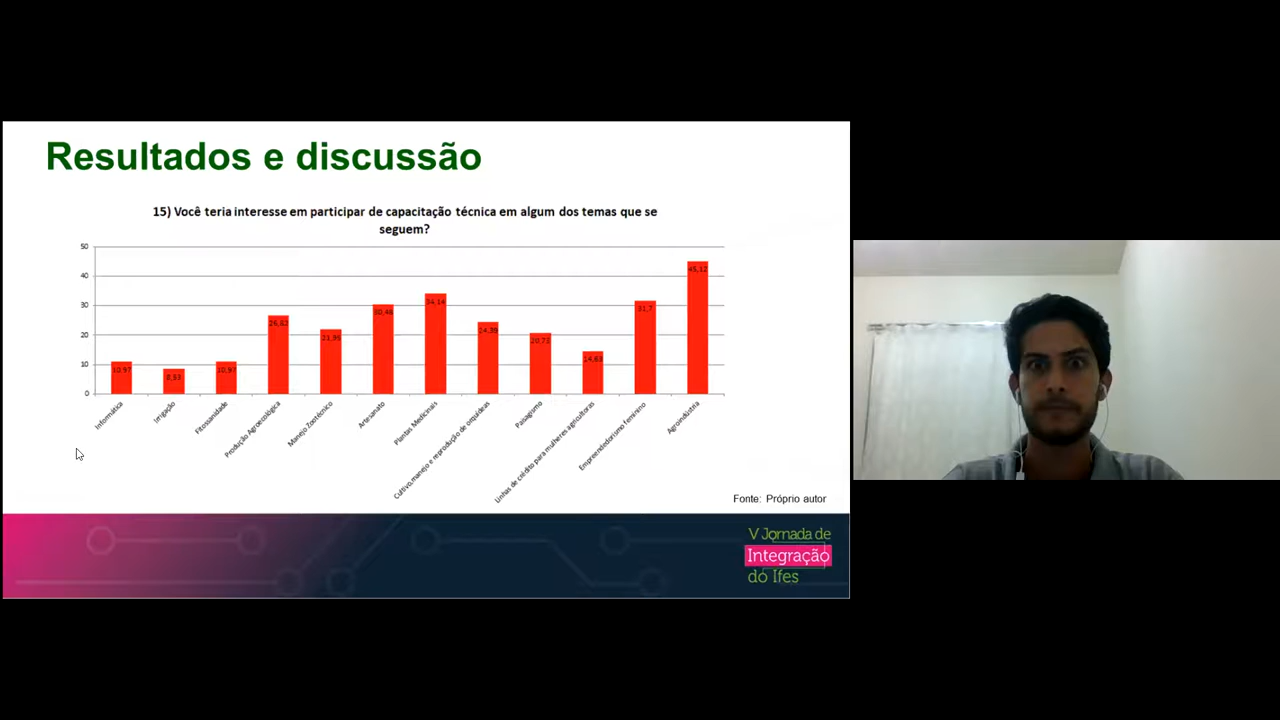 Resultados e discussão
15) Você teria interesse em participar de capacitação técnica em algum dos temas que se
seguem?
50
40
30
20
10
0
10,97
8,53
10,97
26,82
21,95
30,48
34,14
24,39
20,73
14,63
31,7
45,12
Informática
Irrigação
Fitossanidade
Produção Agroecológica
Manejo Zootécnico
Artesanato
Plantas Medicinais
Cultivo,manejo e reprodução de orquídeas
Paisagismo
Linhas de crédito para mulheres agricultoras
Empreendedorismo feminino
Agroindústria
Fonte: Próprio autor
V Jornada de
Integração
do Ifes